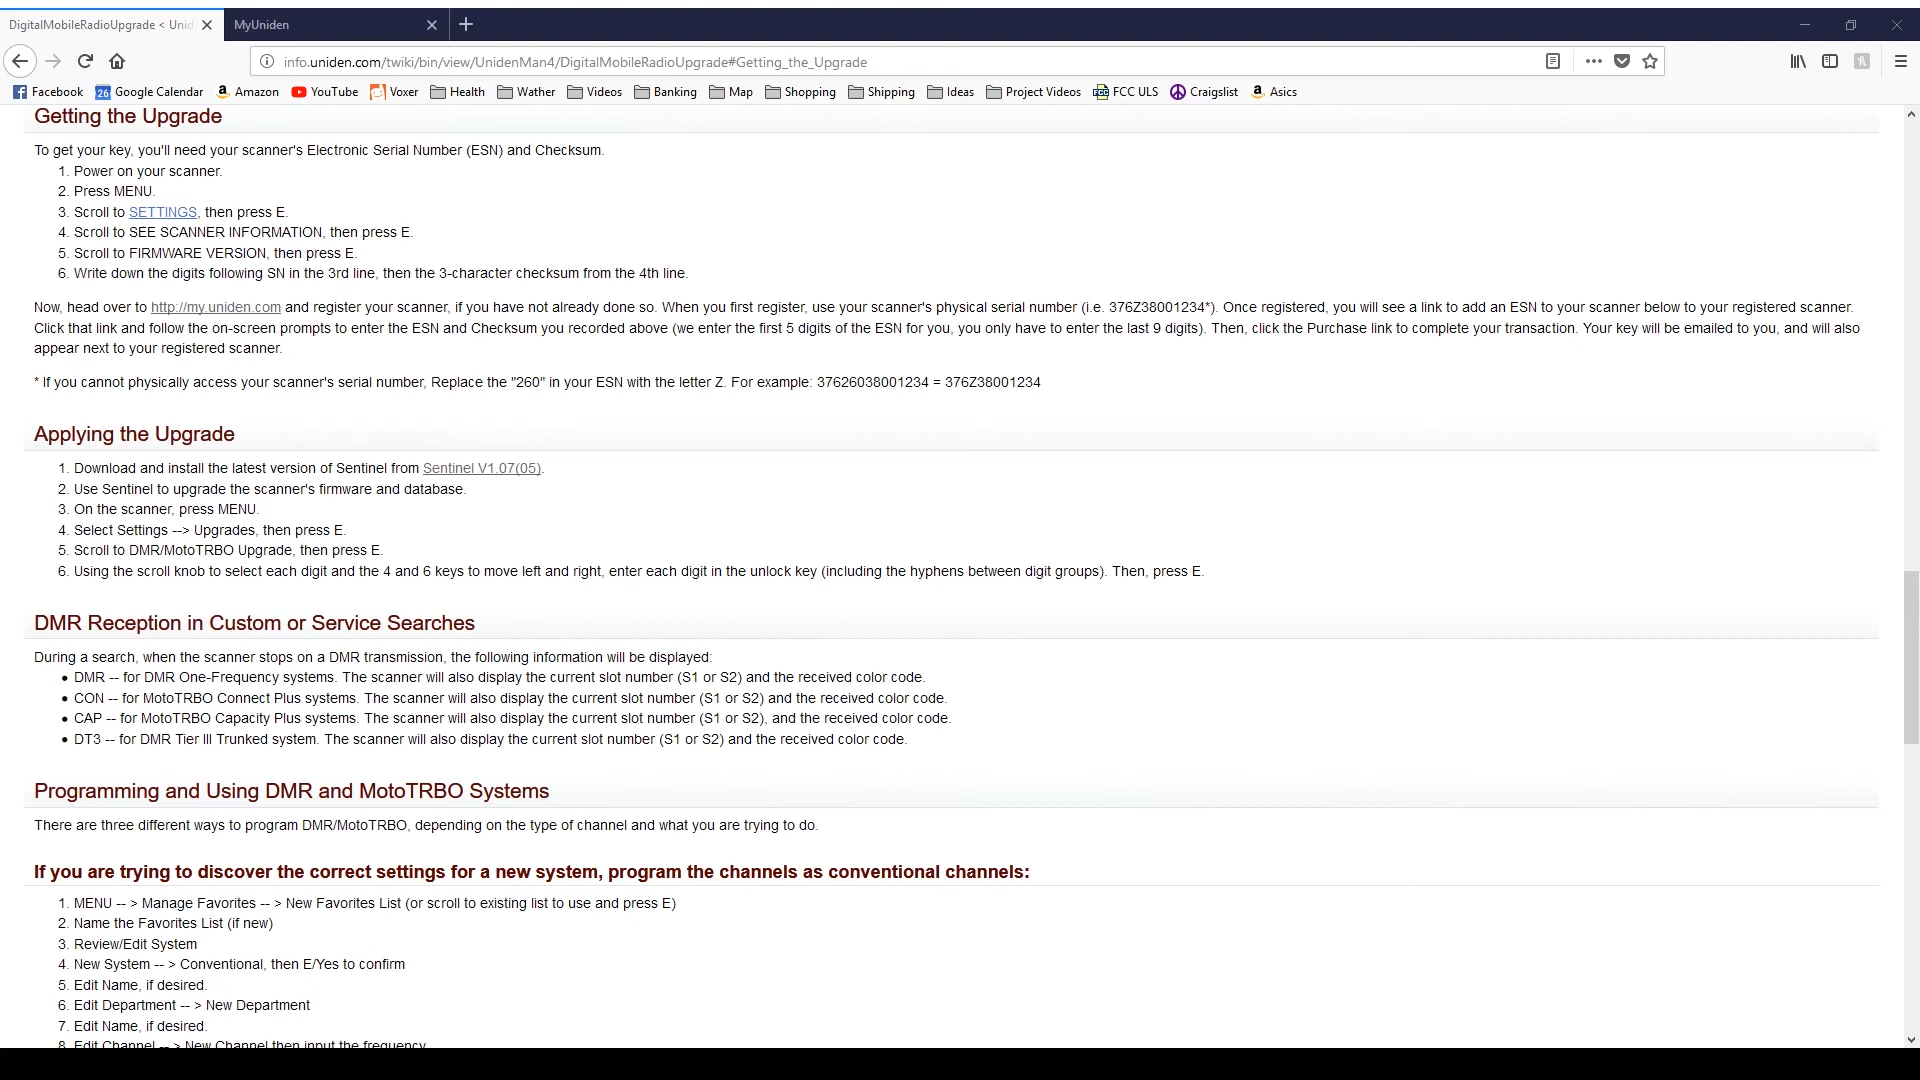 DigitalMobileRadioUpgrade < Unid
MyUniden
info.uniden.com/twiki/bin/view/UnidenMan4/DigitalMobileRadioUpgrade#Getting_the_Upgrade
Facebook 26 Google Calendar Amazon YouTube Voxer Health Wather Videos Banking Map Shopping Shipping Ideas Project Videos FCC ULS Craigslist Asics
Getting the Upgrade
To get your key, you'll need your scanner's Electronic Serial Number (ESN) and Checksum.
1. Power on your scanner.
2. Press MENU.
3. Scroll to SETTINGS, then press E.
4. Scroll to SEE SCANNER INFORMATION, then press E.
5. Scroll to FIRMWARE VERSION, then press E.
6. Write down the digits following SN in the 3rd line, then the 3-character checksum from the 4th line.
Now, head over to http://my.uniden.com and register your scanner, if you have not already done so. When you first register, use your scanner's physical serial number (i.e. 376Z38001234*). Once registered, you will see a link to add an ESN to your scanner below to your registered scanner.
Click that link and follow the on-screen prompts to enter the ESN and Checksum you recorded above (we enter the first 5 digits of the ESN for you, you only have to enter the last 9 digits). Then, click the Purchase link to complete your transaction. Your key will be emailed to you, and will also
appear next to your registered scanner.
* If you cannot physically access your scanner's serial number, Replace the "260" in your ESN with the letter Z. For example: 37626038001234 = 376Z38001234
Applying the Upgrade
1. Download and install the latest version of Sentinel from Sentinel V1.07(05).
2. Use Sentinel to upgrade the scanner's firmware and database.
3. On the scanner, press MENU.
4. Select Settings --> Upgrades, then press E.
5. Scroll to DMR/MotoTRBO Upgrade, then press E.
6. Using the scroll knob to select each digit and the 4 and 6 keys to move left and right, enter each digit in the unlock key (including the hyphens between digit groups). Then, press E.
DMR Reception in Custom or Service Searches
During a search, when the scanner stops on a DMR transmission, the following information will be displayed:
• DMR -- for DMR One-Frequency systems. The scanner will also display the current slot number (S1 or S2) and the received color code.
• CON -- for MotoTRBO Connect Plus systems. The scanner will also display the current slot number (S1 or S2) and the received color code.
• CAP -- for MotoTRBO Capacity Plus systems. The scanner will also display the current slot number (S1 or S2), and the received color code.
• DT3 -- for DMR Tier III Trunked system. The scanner will also display the current slot number (S1 or S2) and the received color code.
Programming and Using DMR and MotoTRBO Systems
There are three different ways to program DMR/MotoTRBO, depending on the type of channel and what you are trying to do.
If you are trying to discover the correct settings for a new system, program the channels as conventional channels:
1. MENU -- > Manage Favorites -- > New Favorites List (or scroll to existing list to use and press E)
2. Name the Favorites List (if new)
3. Review/Edit System
4. New System -- > Conventional, then E/Yes to confirm
5. Edit Name, if desired.
6. Edit Department -- > New Department
7. Edit Name, if desired.
8. Edit Channel -- > New Channel then input the frequency